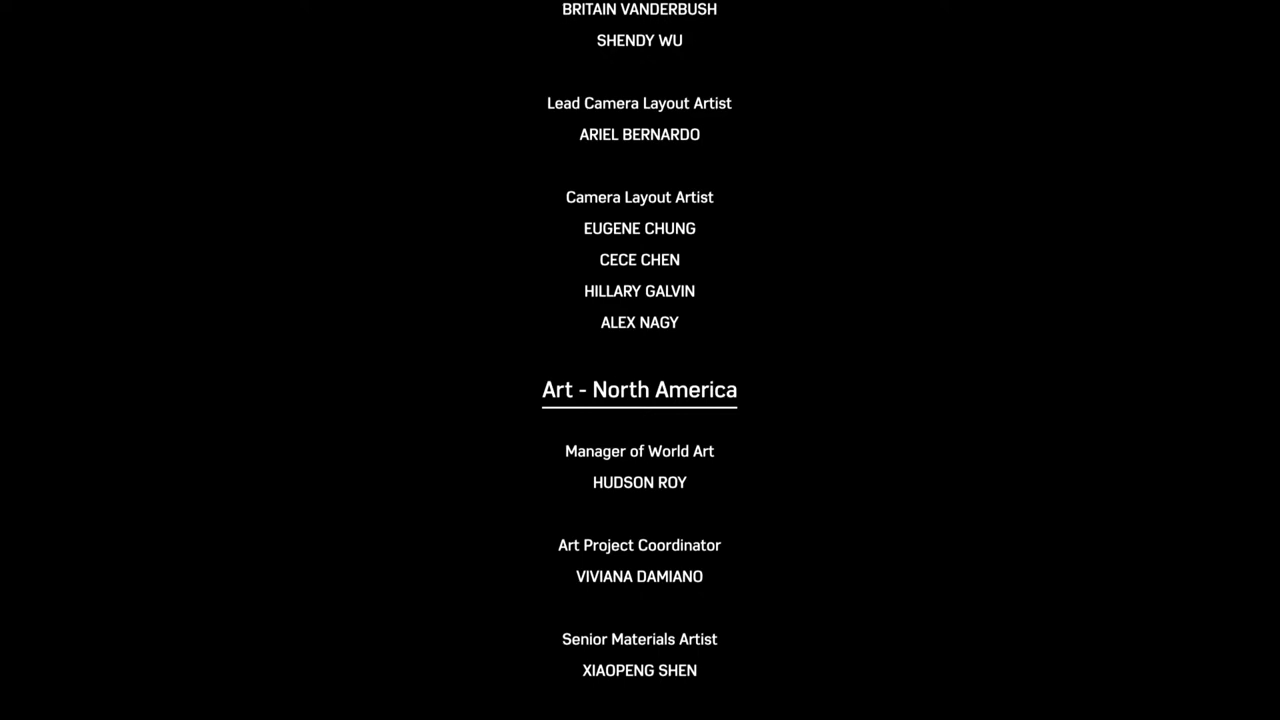 BRITAIN VANDERBUSH
SHENDY WU
Lead Camera Layout Artist
ARIEL BERNARDO
Camera Layout Artist
EUGENE CHUNG
CECE CHEN
HILLARY GALVIN
ALEX NAGY
Art - North America
Manager of World Art
HUDSON ROY
Art Project Coordinator
VIVIANA DAMIANO
Senior Materials Artist
XIAOPENG SHEN